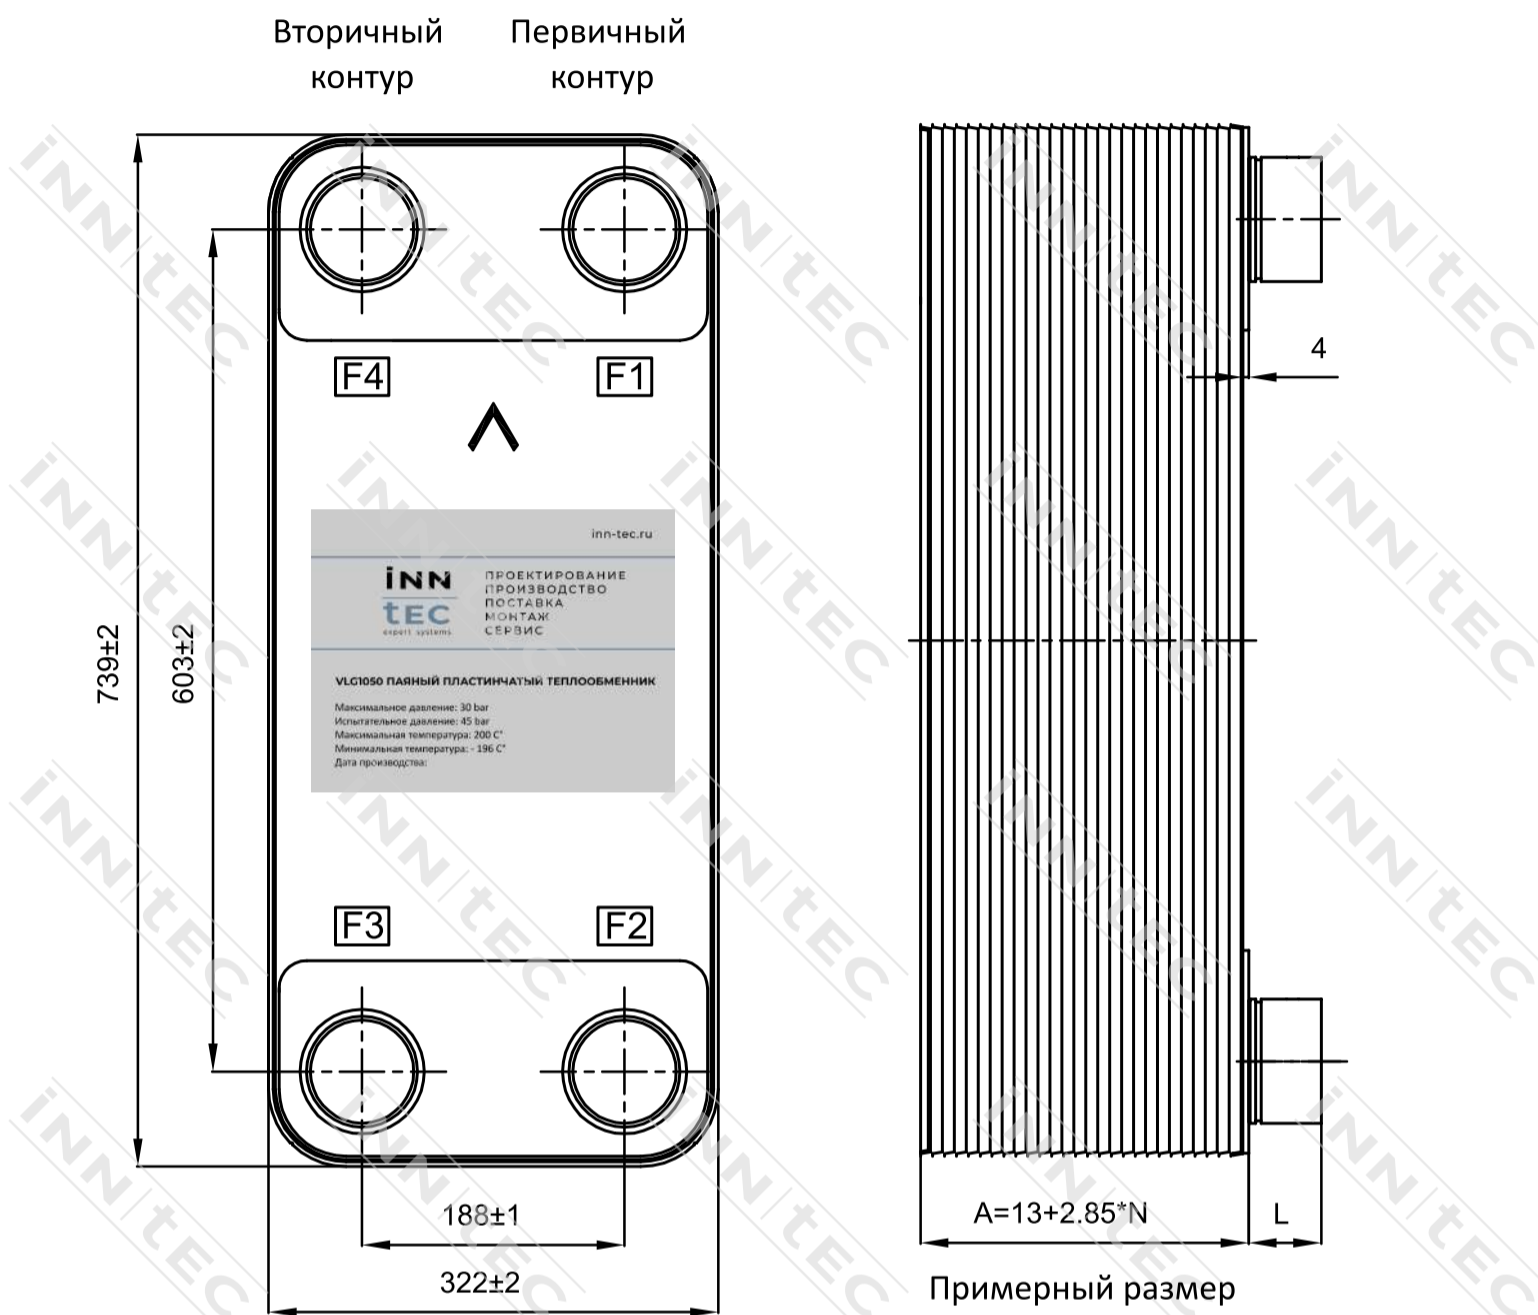 Вторичный контур
Первичный контур
F4
F1
4
inn-tec.ru
iNN
tEC
expert systems
ПРОЕКТИРОВАНИЕ
ПРОИЗВОДСТВО
ПОСТАВКА
МОНТАЖ
СЕРВИС
739±2
603±2
VLG1050 ПАЯНЫЙ ПЛАСТИНЧАТЫЙ ТЕПЛООБМЕННИК
Максимальное давление: 30 bar
Испытательное давление: 45 bar
Максимальная температура: 200 C°
Минимальная температура: - 196 C°
Дата производства:
F3
F2
188±1
322±2
A=13+2.85*N
L
Примерный размер
iNN tEC